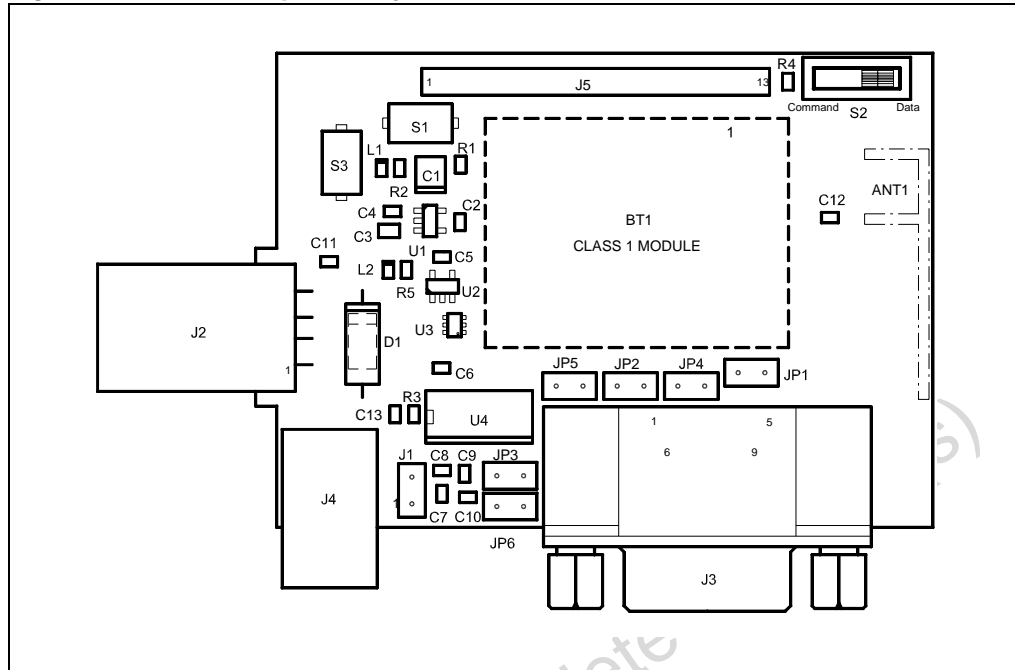 R4
1
J5
13
Command
S2
Data
S1
L1
R1
S3
R2
C1
1
ANT1
C4
C2
C12
C3
BT1
CLASS 1 MODULE
U1
C11
C5
L2
R5
U2
J2
U3
D1
1
C6
JP5
JP2
JP4
JP1
R3
C13
U4
1
5
6
9
J1
C8
C9
JP3
J4
1
C7
C10
JP6
J3
lete
s)